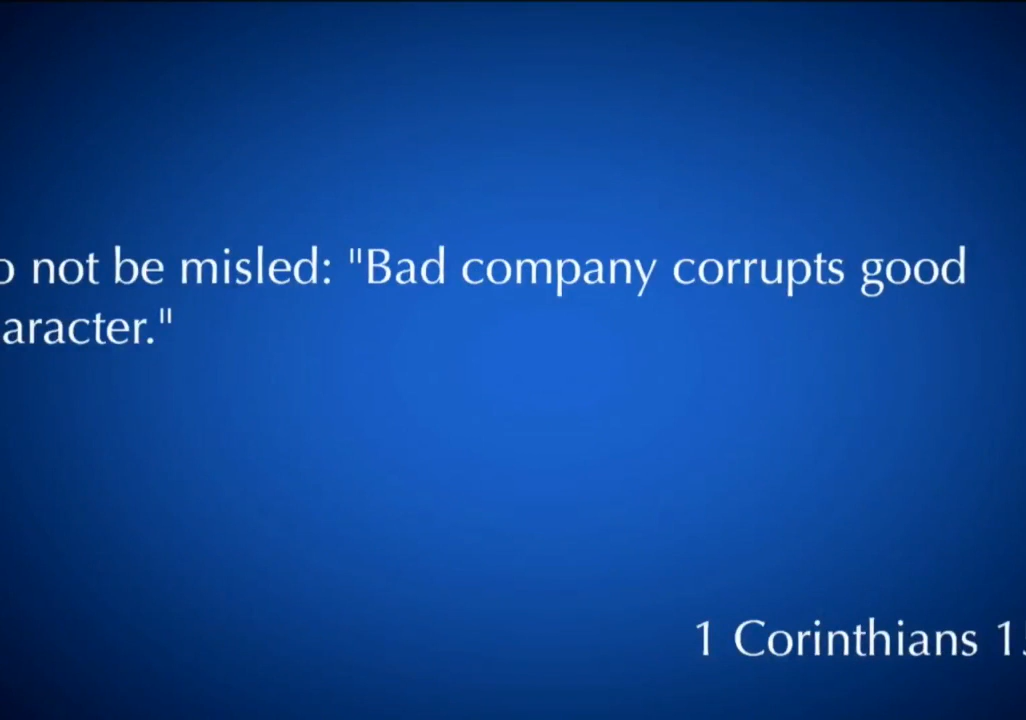 o not be misled: "Bad company corrupts good
aracter."
1 Corinthians 1